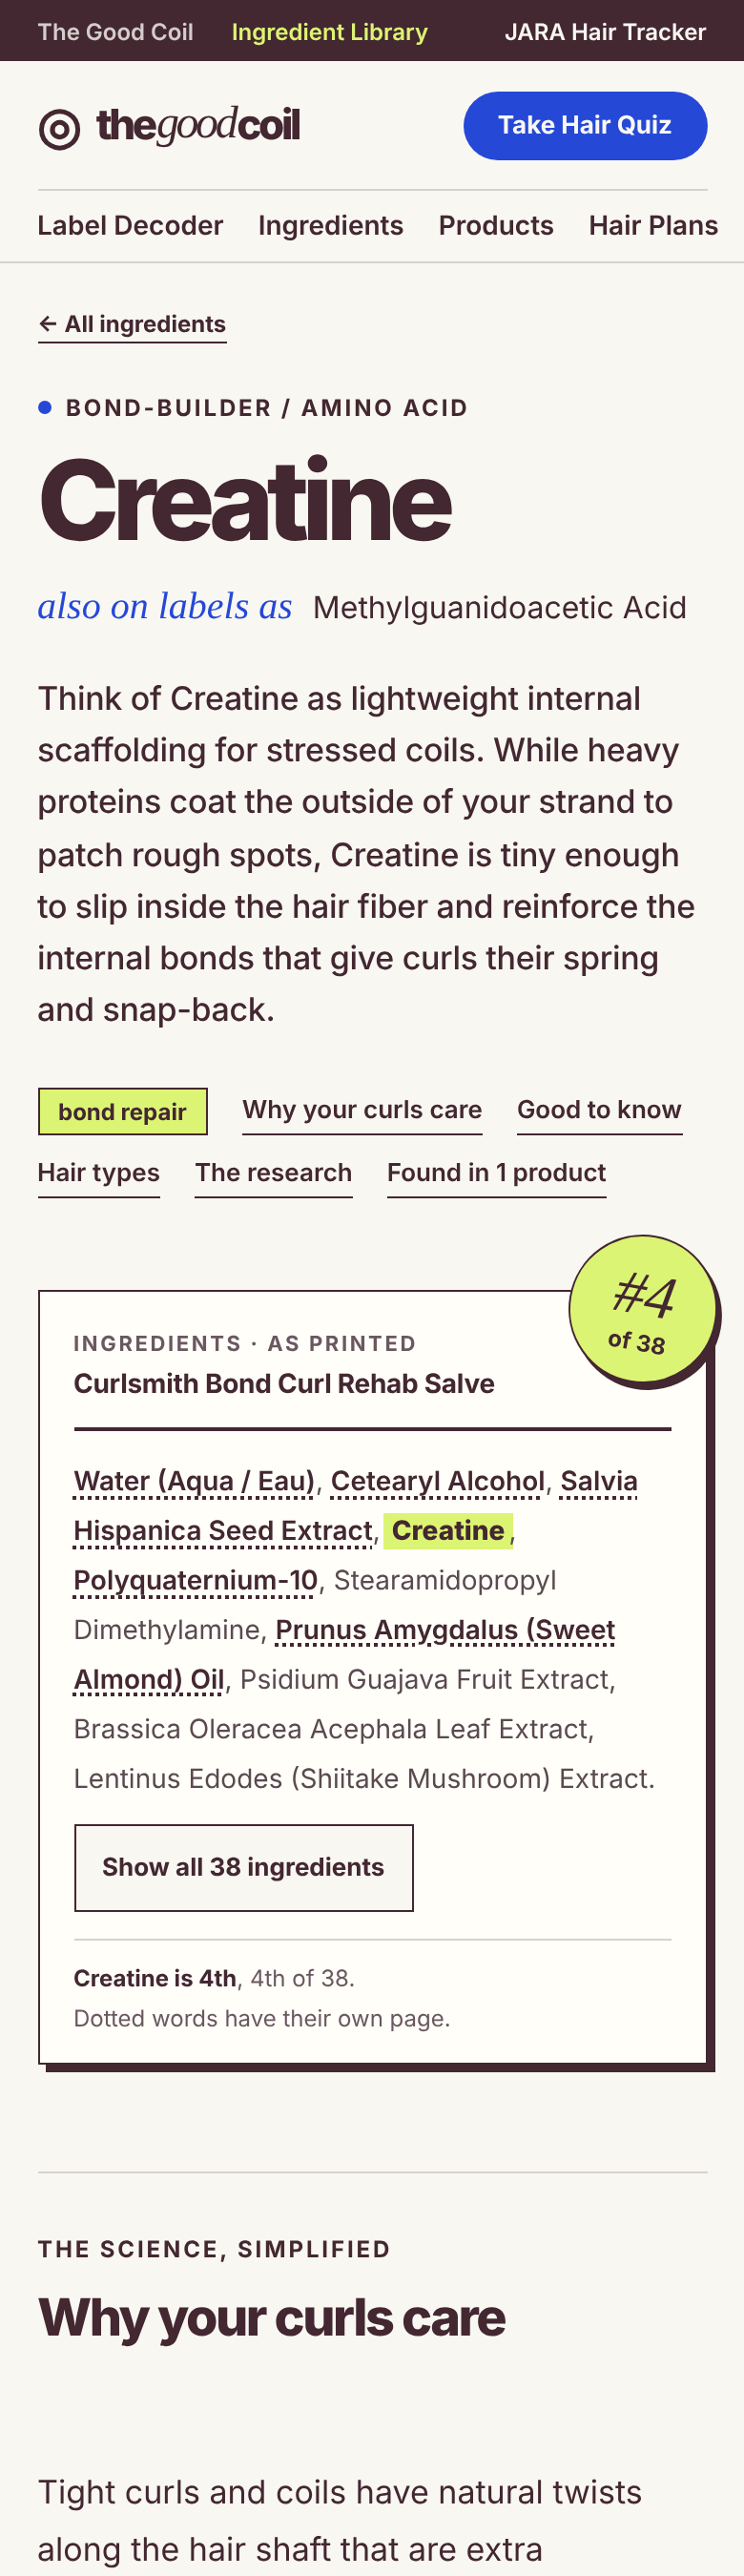 The Good Coil Ingredient Library JARA Hair Tracker
thegoodcoil Take Hair Quiz
Label Decoder Ingredients Products Hair Plans
← All ingredients
BOND-BUILDER / AMINO ACID
Creatine
also on labels as Methylguanidoacetic Acid
Think of Creatine as lightweight internal
scaffolding for stressed coils. While heavy
proteins coat the outside of your strand to
patch rough spots, Creatine is tiny enough
to slip inside the hair fiber and reinforce the
internal bonds that give curls their spring
and snap-back.
bond repair Why your curls care Good to know
Hair types The research Found in 1 product
#4
of 38
INGREDIENTS · AS PRINTED
Curlsmith Bond Curl Rehab Salve
Water (Aqua / Eau), Cetearyl Alcohol, Salvia
Hispanica Seed Extract, Creatine,
Polyquaternium-10, Stearamidopropyl
Dimethylamine, Prunus Amygdalus (Sweet
Almond) Oil, Psidium Guajava Fruit Extract,
Brassica Oleracea Acephala Leaf Extract,
Lentinus Edodes (Shiitake Mushroom) Extract.
Show all 38 ingredients
Creatine is 4th, 4th of 38.
Dotted words have their own page.
THE SCIENCE, SIMPLIFIED
Why your curls care
Tight curls and coils have natural twists
along the hair shaft that are extra